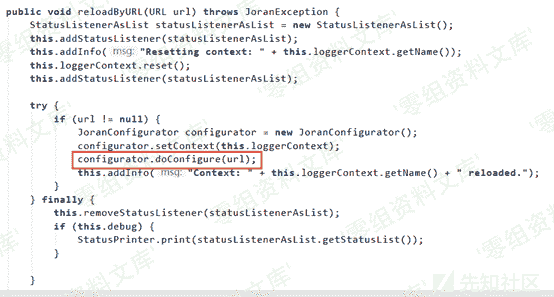 public void reloadByURL(URL url) throws JoranException {
    StatusListenerAsList statusListenerAsList = new StatusListenerAsList();
    this.addStatusListener(statusListenerAsList);
    this.addInfo( msg: "Resetting context: " + this.loggerContext.getName());
    this.loggerContext.reset();
    this.addStatusListener(statusListenerAsList);
    try {
        if (url != null) {
            JoranConfigurator configurator = new JoranConfigurator();
            configurator.setContext(this.loggerContext);
            configurator.doConfigure(url);
            this.addInfo( msg: "Context: " + this.loggerContext.getName() + " reloaded.");
        }
    } finally {
        this.removeStatusListener(statusListenerAsList);
        if (this.debug) {
            StatusPrinter.print(statusListenerAsList.getStatusList());
        }
    }
'零组资料文库'
先知社区